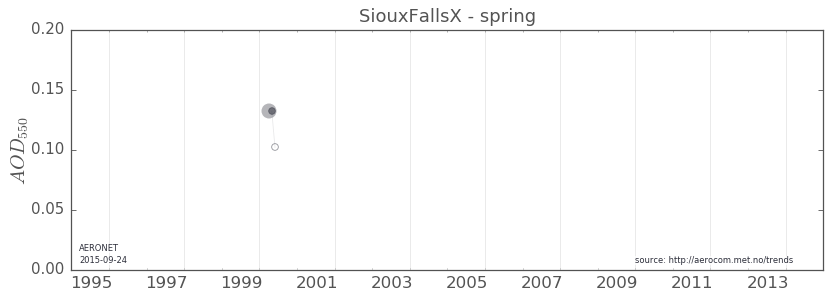 SiouxFallsX - spring
0.20
0.15
0.10
0.05
0.00
AOD550
AERONET
2015-09-24
source: http://aerocom.met.no/trends
1995 1997 1999 2001 2003 2005 2007 2009 2011 2013